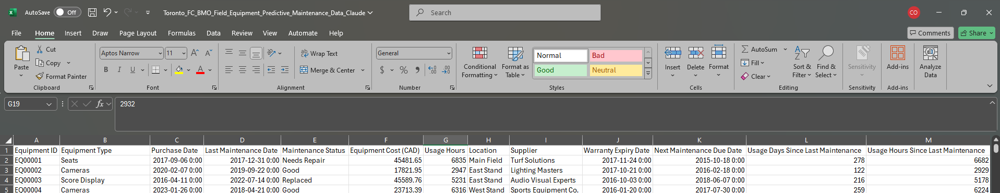 AutoSave Off Toronto_FC_BMO_Field_Equipment_Predictive_Maintenance_Data_Claude Search CO
File Home Insert Draw Page Layout Formulas Data Review View Automate Help Comments Share
Paste Cut Copy Format Painter
Clipboard
Aptos Narrow 11
B I U A
Font
Wrap Text
Merge & Center
Alignment
General
$ % 9
Number
Conditional Formatting Format as Table
Normal Bad
Good Neutral
Styles
Insert Delete Format
Cells
AutoSum
Fill
Clear
Sort & Filter Find & Select
Editing
Sensitivity
Sensitivity
Add-ins
Add-ins
Analyze Data
G19 fx 2932
A B C D E F G H I J K L M
1 Equipment ID Equipment Type Purchase Date Last Maintenance Date Maintenance Status Equipment Cost (CAD) Usage Hours Location Supplier Warranty Expiry Date Next Maintenance Due Date Usage Days Since Last Maintenance Usage Hours Since Last Maintenance
2 EQ00001 Seats 2017-09-06 0:00 2017-12-31 0:00 Needs Repair 45481.65 6835 Main Field Turf Solutions 2017-11-24 0:00 2015-10-18 0:00 278 6682
3 EQ00002 Cameras 2020-02-07 0:00 2019-09-22 0:00 Good 17821.95 2947 East Stand Lighting Masters 2017-10-21 0:00 2016-02-18 0:00 122 2929
4 EQ00003 Score Display 2016-04-11 0:00 2022-07-14 0:00 Replaced 45589.76 5231 East Stand Audio Visual Experts 2016-10-03 0:00 2018-06-07 0:00 216 5178
5 EQ00004 Cameras 2023-01-26 0:00 2018-04-21 0:00 Good 23713.39 6316 West Stand Sports Equipment Co. 2016-01-20 0:00 2017-07-30 0:00 259 6224